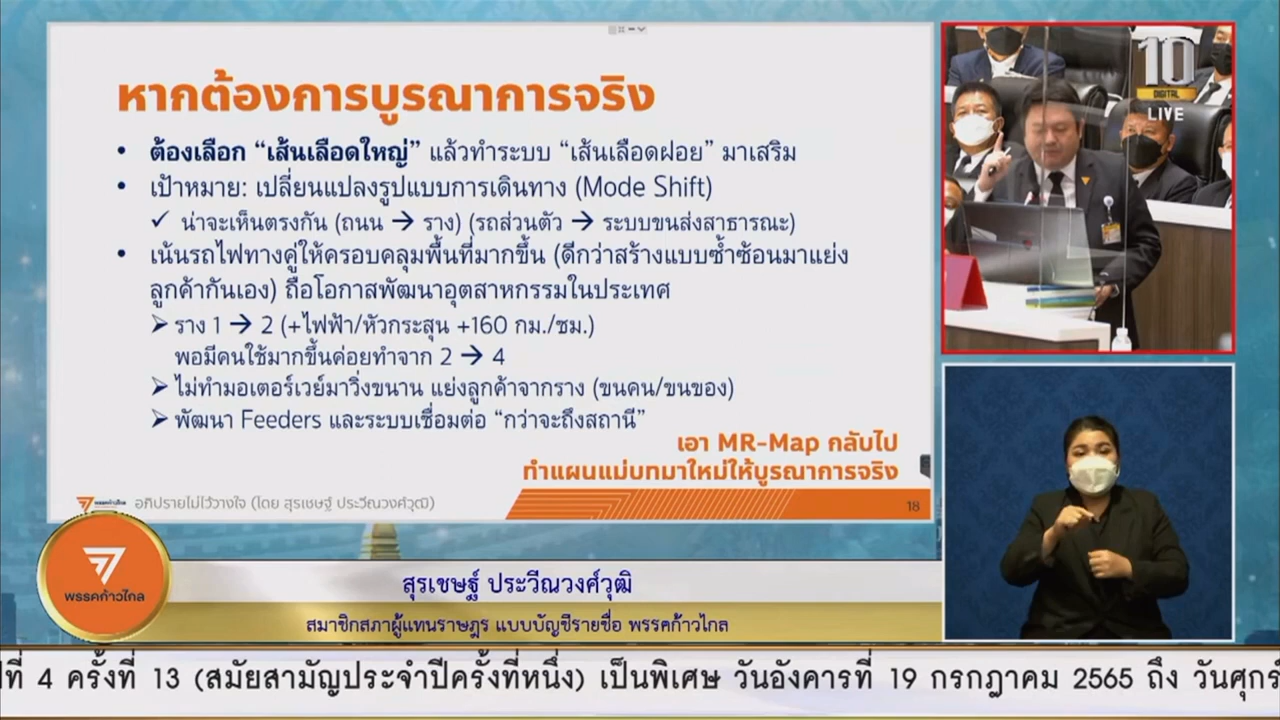 หากต้องการบูรณาการจริง
• ต้องเลือก “เส้นเลือดใหญ่” แล้วทำระบบ “เส้นเลือดฝอย” มาเสริม
• เป้าหมาย: เปลี่ยนแปลงรูปแบบการเดินทาง (Mode Shift)
✓ น่าจะเห็นตรงกัน (ถนน → ราง) (รถส่วนตัว → ระบบขนส่งสาธารณะ)
• เน้นรถไฟทางคู่ให้ครอบคลุมพื้นที่มากขึ้น (ดีกว่าสร้างแบบซ้ำซ้อนมาแย่ง
ลูกค้ากันเอง) ถือโอกาสพัฒนาอุตสาหกรรมในประเทศ
➤ ราง 1 → 2 (+ไฟฟ้า/หัวกระสุน +160 กม./ชม.)
พอมีคนใช้มากขึ้นค่อยทำจาก 2 → 4
➤ ไม่ทำมอเตอร์เวย์มาวิ่งขนาน แย่งลูกค้าจากราง (ขนคน/ขนของ)
➤ พัฒนา Feeders และระบบเชื่อมต่อ “กว่าจะถึงสถานี”
เอา MR-Map กลับไป
ทำแผนแม่บทมาใหม่ให้บูรณาการจริง
อภิปรายไม่ไว้วางใจ (โดย สุรเชษฐ์ ประวีณวงศ์วุฒิ)
18
10
DIGITAL
LIVE
พรรคก้าวไกล
สุรเชษฐ์ ประวีณวงศ์วุฒิ
สมาชิกสภาผู้แทนราษฎร แบบบัญชีรายชื่อ พรรคก้าวไกล
ที่ 4 ครั้งที่ 13 (สมัยสามัญประจำปีครั้งที่หนึ่ง) เป็นพิเศษ วันอังคารที่ 19 กรกฎาคม 2565 ถึง วันศุกร์